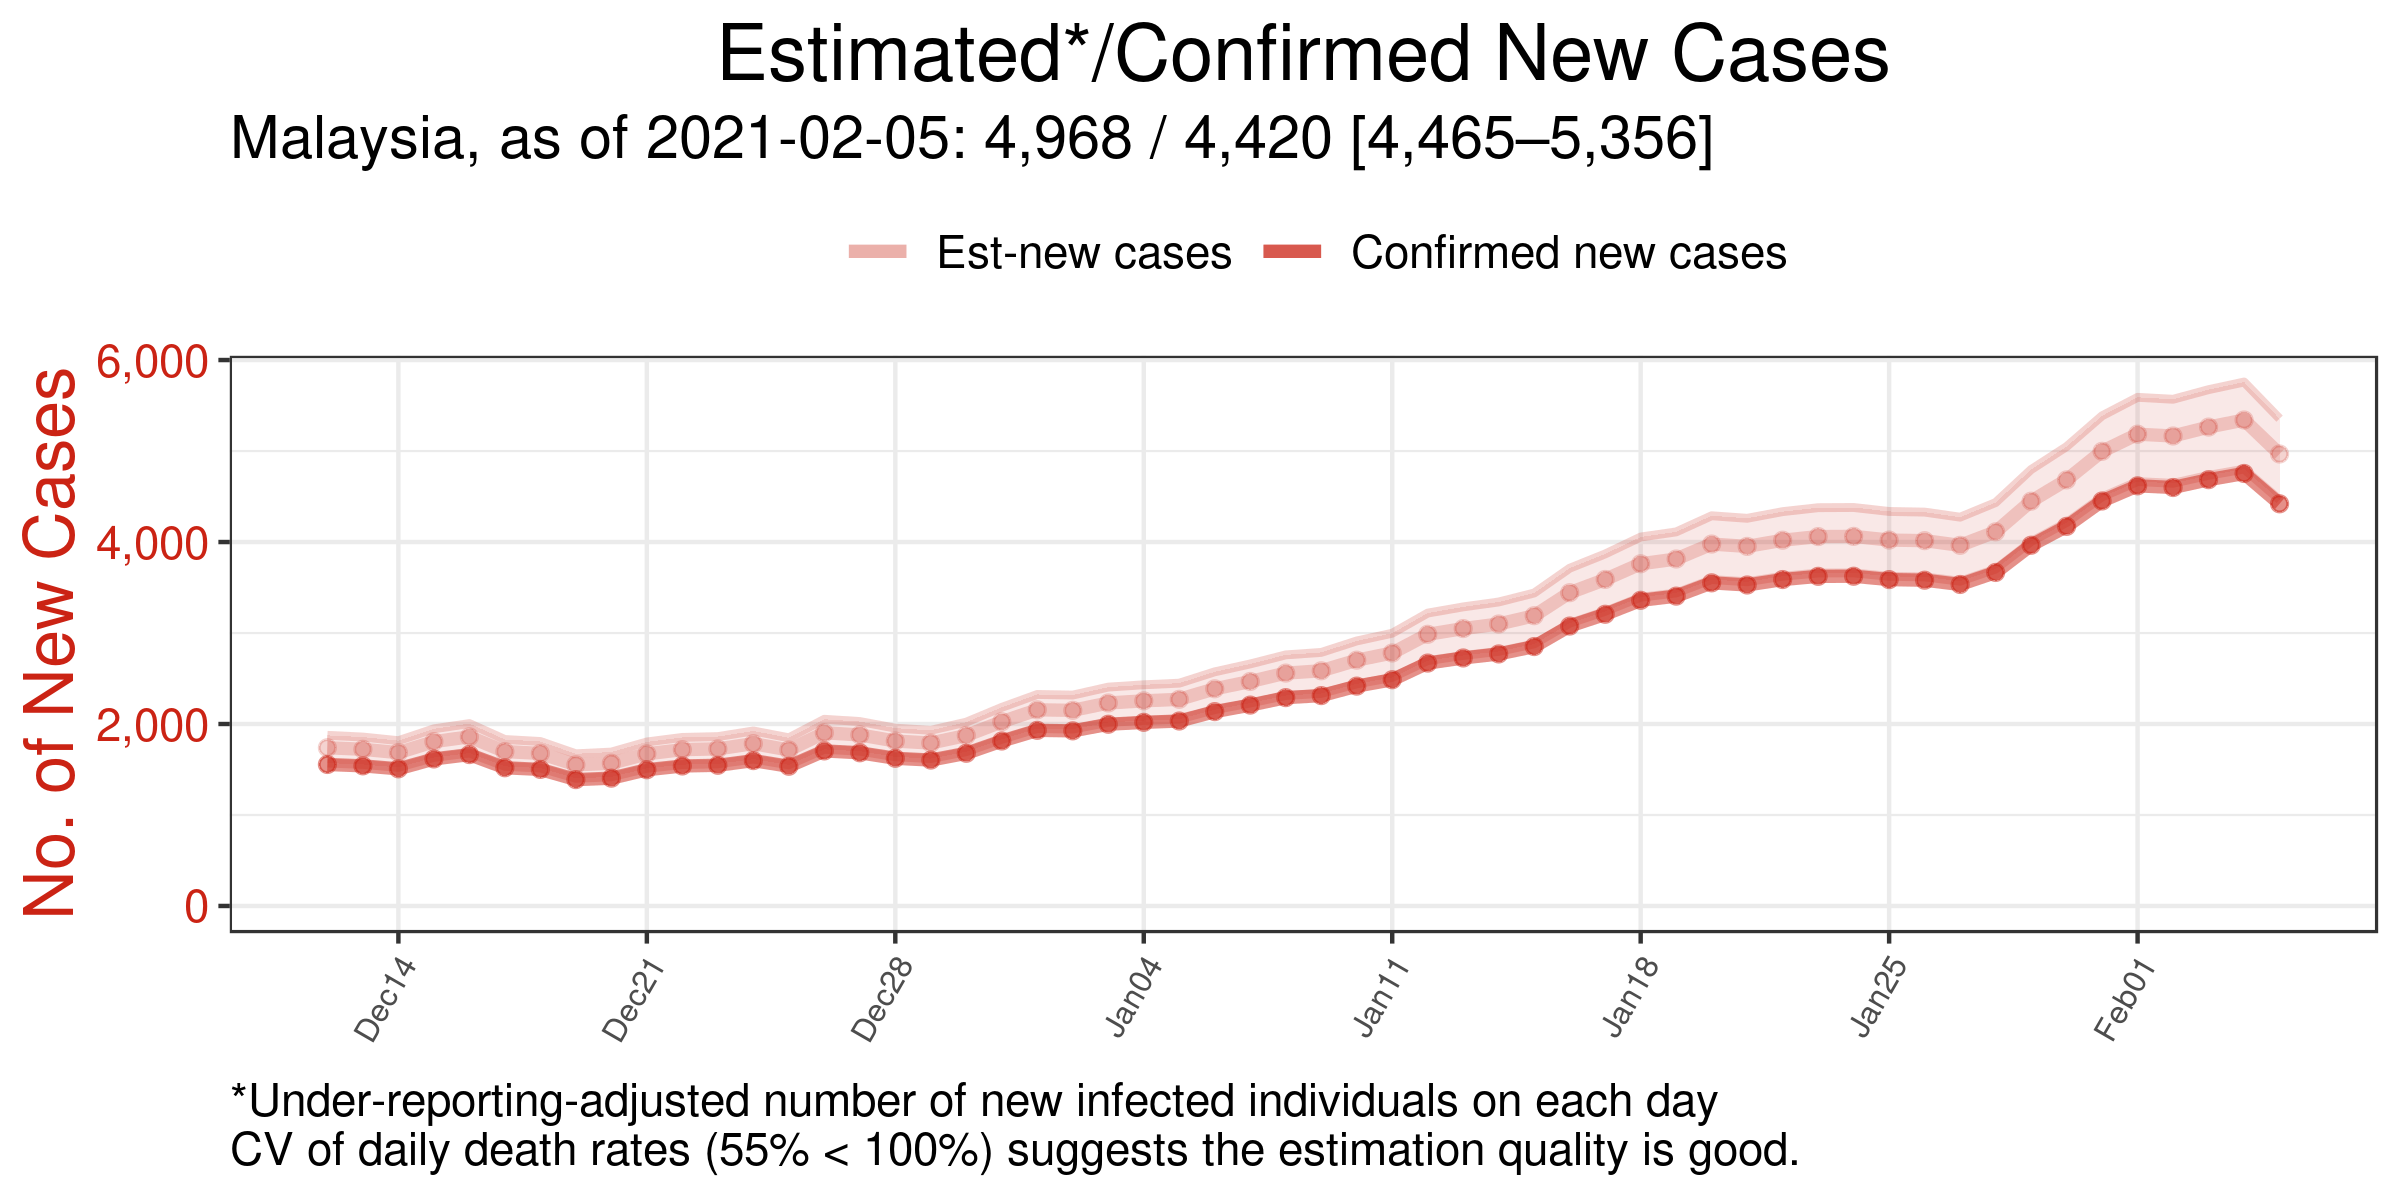 Estimated*/Confirmed New Cases
Malaysia, as of 2021-02-05: 4,968 / 4,420 [4,465–5,356]
Est-new cases
Confirmed new cases
No. of New Cases
6,000
4,000
2,000
0
Dec14
Dec21
Dec28
Jan04
Jan11
Jan18
Jan25
Feb01
*Under-reporting-adjusted number of new infected individuals on each day
CV of daily death rates (55% < 100%) suggests the estimation quality is good.